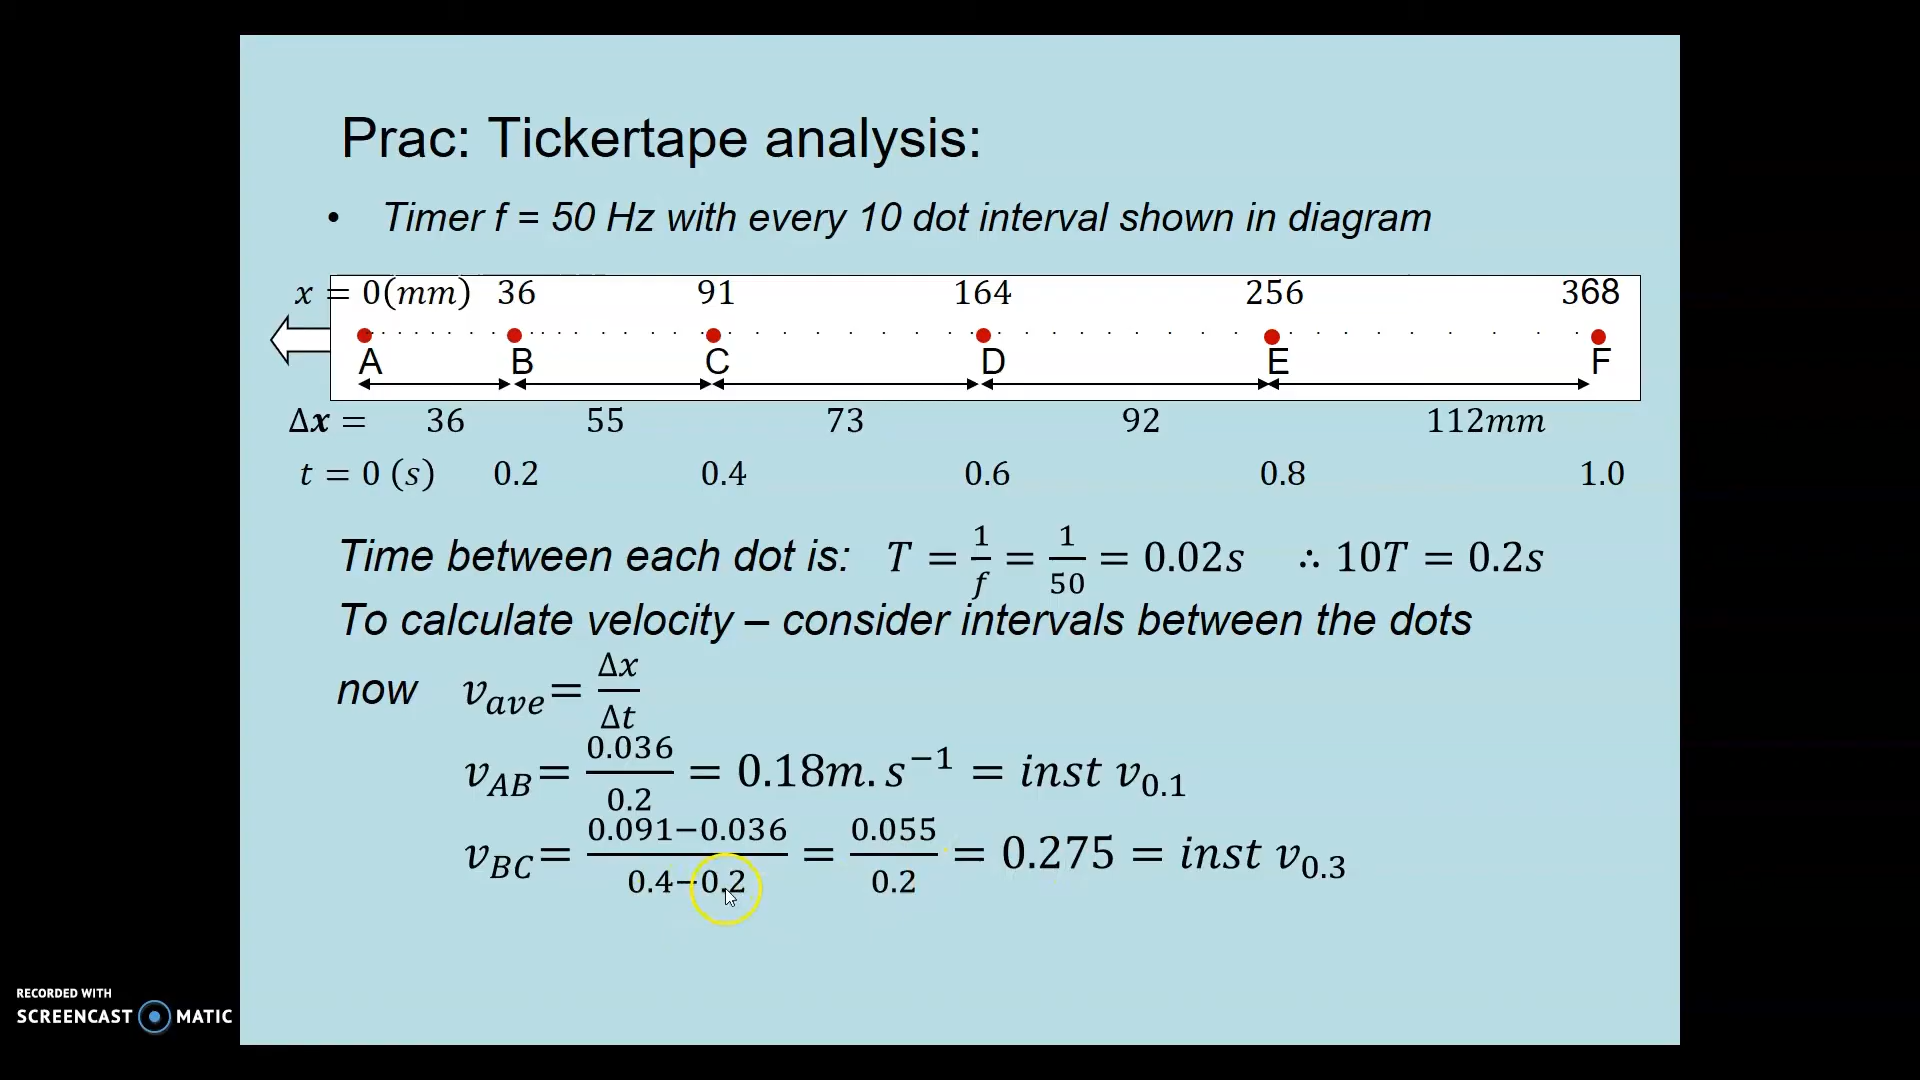 Prac: Tickertape analysis:
• Timer f = 50 Hz with every 10 dot interval shown in diagram
x = 0(mm) 36 91 164 256 368
A B C D E F
Δx = 36 55 73 92 112mm
t = 0 (s) 0.2 0.4 0.6 0.8 1.0
Time between each dot is: T = 1/f = 1/50 = 0.02s ∴ 10T = 0.2s
To calculate velocity – consider intervals between the dots
now v_ave = Δx/Δt
v_AB = 0.036/0.2 = 0.18m.s⁻¹ = inst v_0.1
v_BC = (0.091−0.036)/(0.4−0.2) = 0.055/0.2 = 0.275 = inst v_0.3
RECORDED WITH
SCREENCAST MATIC